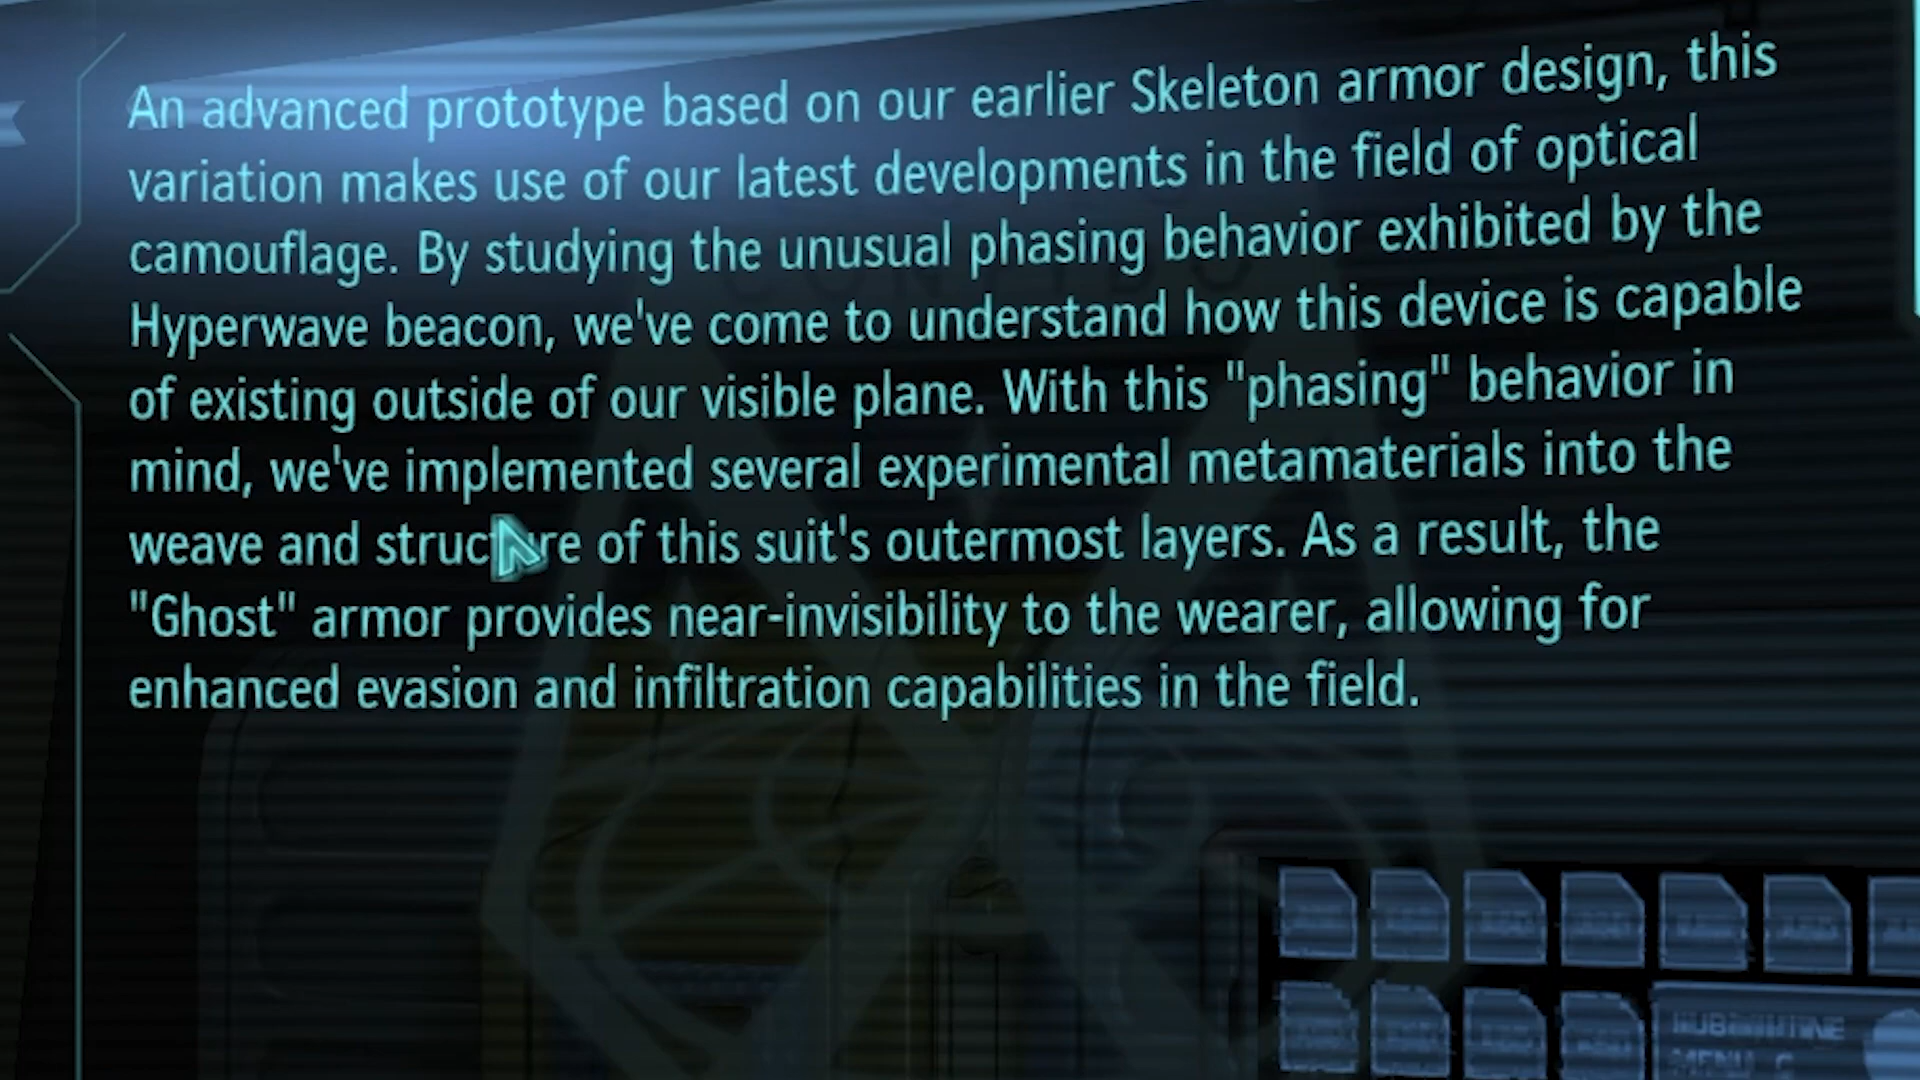 An advanced prototype based on our earlier Skeleton armor design, this
variation makes use of our latest developments in the field of optical
camouflage. By studying the unusual phasing behavior exhibited by the
Hyperwave beacon, we've come to understand how this device is capable
of existing outside of our visible plane. With this "phasing" behavior in
mind, we've implemented several experimental metamaterials into the
weave and structure of this suit's outermost layers. As a result, the
"Ghost" armor provides near-invisibility to the wearer, allowing for
enhanced evasion and infiltration capabilities in the field.